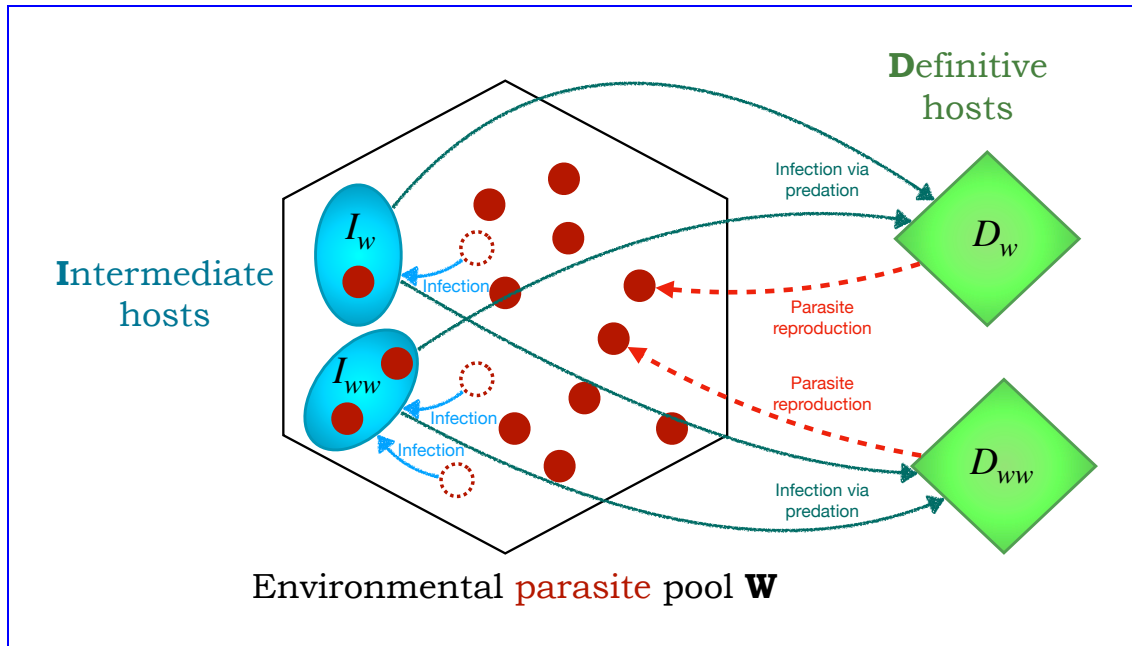 Definitive
hosts
Infection via
predation
I_w
D_w
Intermediate
hosts
Infection
Parasite
reproduction
I_ww
Parasite
reproduction
Infection
Infection
D_ww
Infection via
predation
Environmental parasite pool W